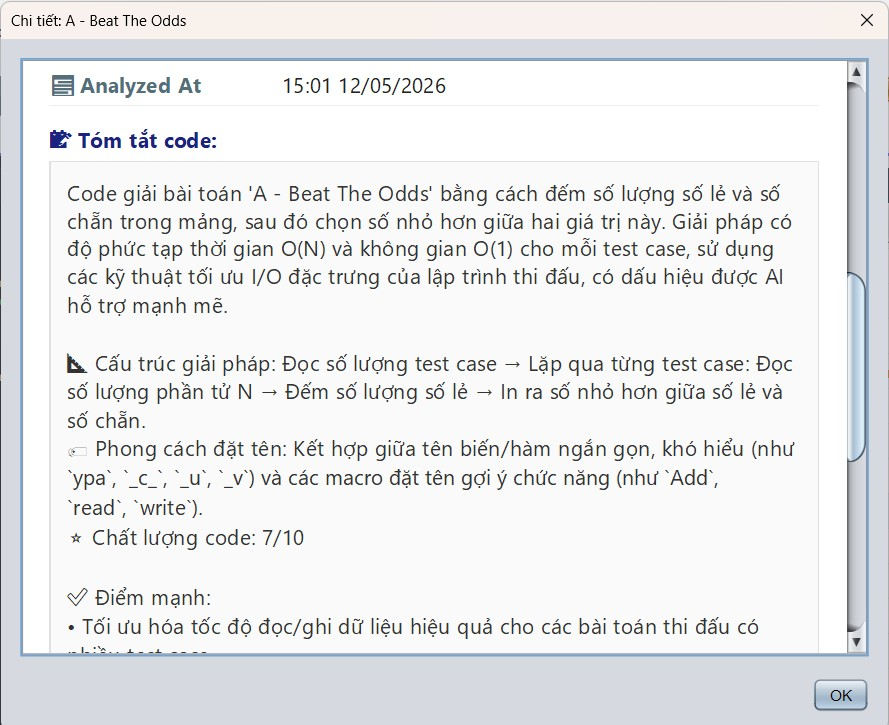 Chi tiết: A - Beat The Odds
Analyzed At 15:01 12/05/2026
Tóm tắt code:
Code giải bài toán 'A - Beat The Odds' bằng cách đếm số lượng số lẻ và số
chẵn trong mảng, sau đó chọn số nhỏ hơn giữa hai giá trị này. Giải pháp có
độ phức tạp thời gian O(N) và không gian O(1) cho mỗi test case, sử dụng
các kỹ thuật tối ưu I/O đặc trưng của lập trình thi đấu, có dấu hiệu được AI
hỗ trợ mạnh mẽ.
Cấu trúc giải pháp: Đọc số lượng test case → Lặp qua từng test case: Đọc
số lượng phần tử N → Đếm số lượng số lẻ → In ra số nhỏ hơn giữa số lẻ và
số chẵn.
Phong cách đặt tên: Kết hợp giữa tên biến/hàm ngắn gọn, khó hiểu (như
`ypa`, `_c_`, `_u`, `_v`) và các macro đặt tên gợi ý chức năng (như `Add`,
`read`, `write`).
⭐ Chất lượng code: 7/10
✅ Điểm mạnh:
• Tối ưu hóa tốc độ đọc/ghi dữ liệu hiệu quả cho các bài toán thi đấu có
OK